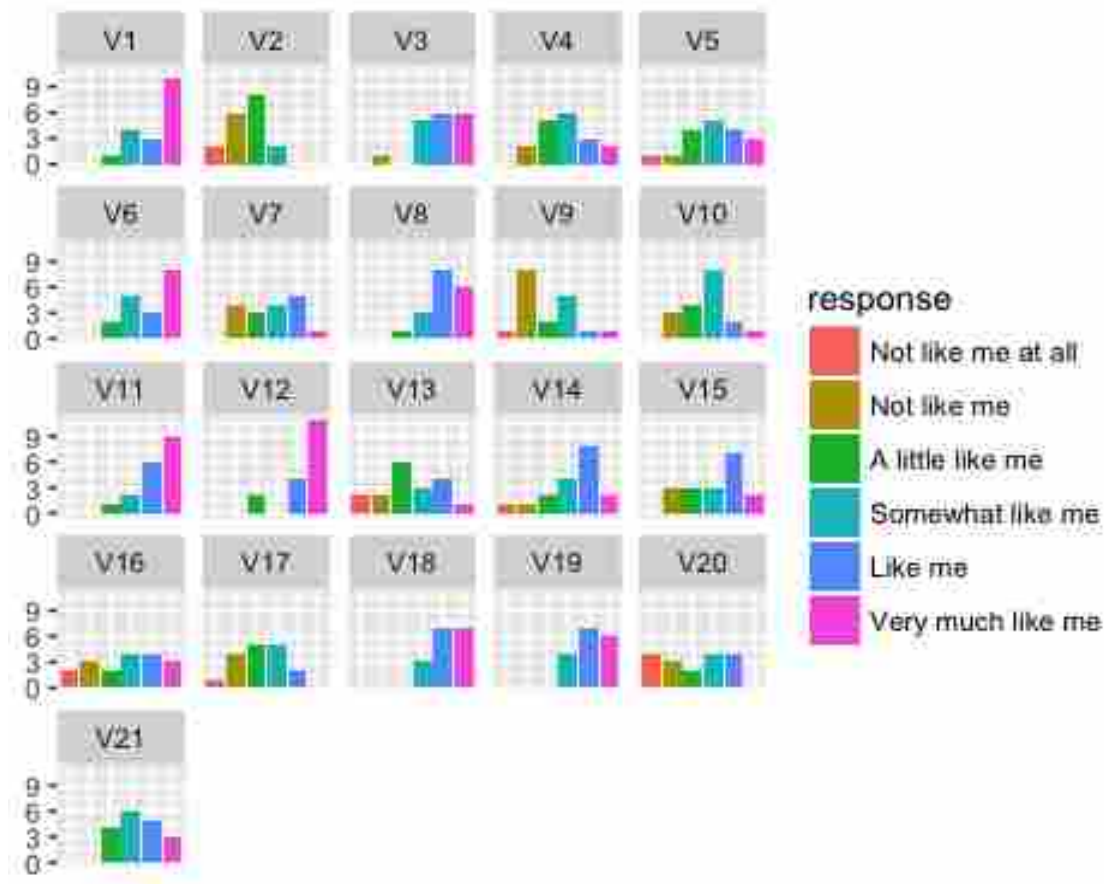 V1 V2 V3 V4 V5
9
6
3
0
V6 V7 V8 V9 V10
9
6
3
0
V11 V12 V13 V14 V15
9
6
3
0
V16 V17 V18 V19 V20
9
6
3
0
V21
9
6
3
0
response
Not like me at all
Not like me
A little like me
Somewhat like me
Like me
Very much like me